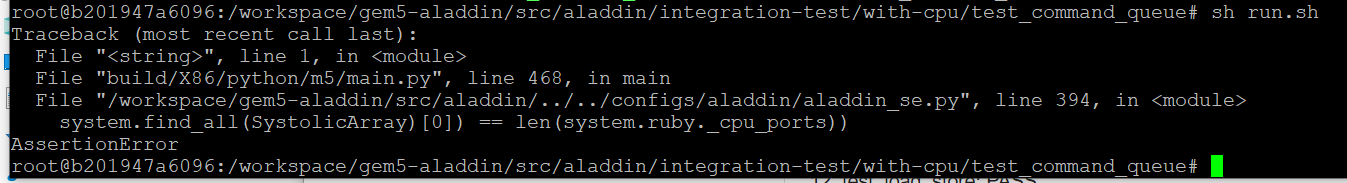 root@b201947a6096:/workspace/gem5-aladdin/src/aladdin/integration-test/with-cpu/test_command_queue# sh run.sh
Traceback (most recent call last):
  File "<string>", line 1, in <module>
  File "build/X86/python/m5/main.py", line 468, in main
  File "/workspace/gem5-aladdin/src/aladdin/../../configs/aladdin/aladdin_se.py", line 394, in <module>
    system.find_all(SystolicArray)[0]) == len(system.ruby._cpu_ports))
AssertionError
root@b201947a6096:/workspace/gem5-aladdin/src/aladdin/integration-test/with-cpu/test_command_queue#